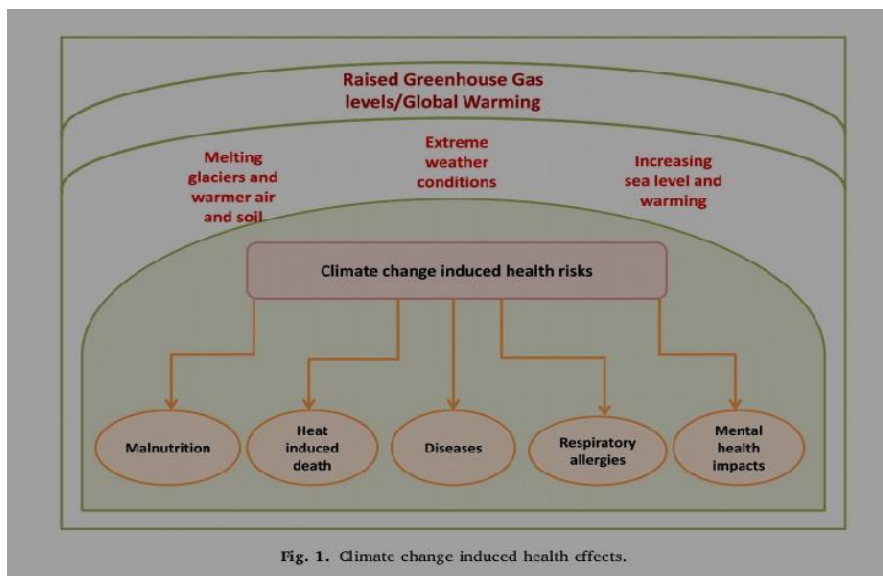 Raised Greenhouse Gas
levels/Global Warming
Melting
glaciers and
warmer air
and soil
Extreme
weather
conditions
Increasing
sea level and
warming
Climate change induced health risks
Malnutrition
Heat
induced
death
Diseases
Respiratory
allergies
Mental
health
impacts
Fig. 1. Climate change induced health effects.